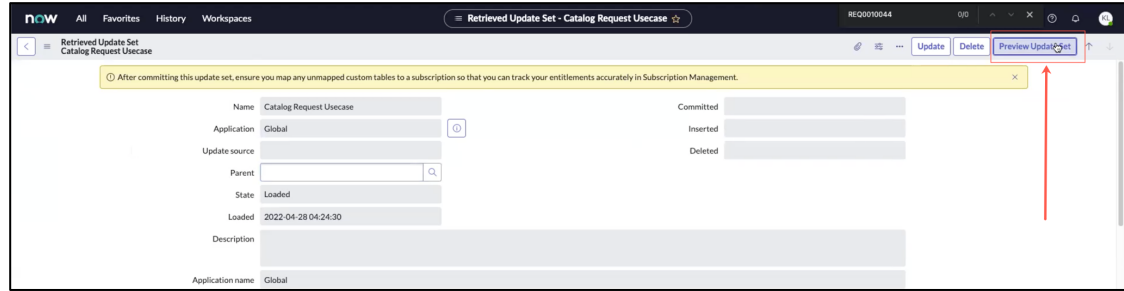 now All Favorites History Workspaces Retrieved Update Set - Catalog Request Usecase REQ0010044 0/0 KL
Retrieved Update Set
Catalog Request Usecase
Update Delete Preview Update Set
After committing this update set, ensure you map any unmapped custom tables to a subscription so that you can track your entitlements accurately in Subscription Management.
Name Catalog Request Usecase Committed
Application Global Inserted
Update source Deleted
Parent
State Loaded
Loaded 2022-04-28 04:24:30
Description
Application name Global